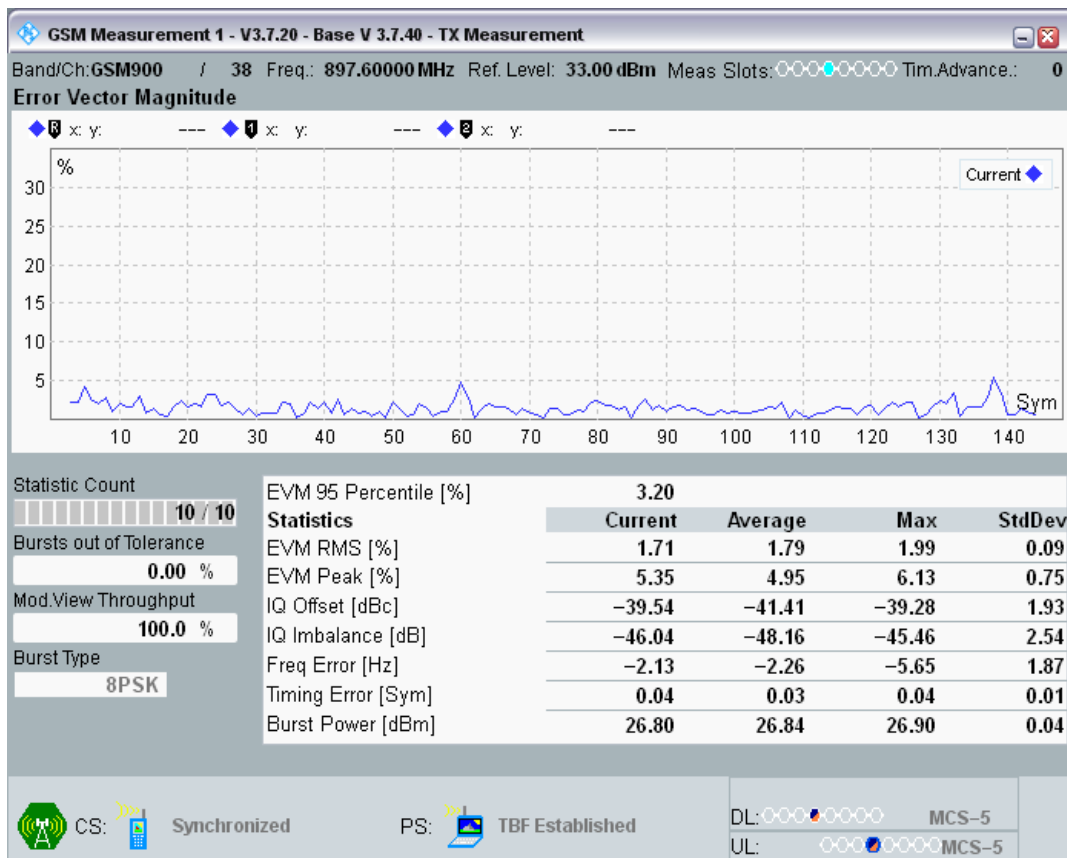 GSM Measurement 1 - V3.7.20 - Base V 3.7.40 - TX Measurement
Band/Ch:GSM900 / 38 Freq.: 897.60000 MHz Ref. Level: 33.00 dBm Meas Slots: Tim.Advance.: 0
Error Vector Magnitude
R x: y: --- 1 x: y: --- 2 x: y: ---
%
Current
30
25
20
15
10
5
Sym
10 20 30 40 50 60 70 80 90 100 110 120 130 140
Statistic Count
10 / 10
Bursts out of Tolerance
0.00 %
Mod.View Throughput
100.0 %
Burst Type
8PSK
EVM 95 Percentile [%] 3.20
Statistics Current Average Max StdDev
EVM RMS [%] 1.71 1.79 1.99 0.09
EVM Peak [%] 5.35 4.95 6.13 0.75
IQ Offset [dBc] −39.54 −41.41 −39.28 1.93
IQ Imbalance [dB] −46.04 −48.16 −45.46 2.54
Freq Error [Hz] −2.13 −2.26 −5.65 1.87
Timing Error [Sym] 0.04 0.03 0.04 0.01
Burst Power [dBm] 26.80 26.84 26.90 0.04
CS: Synchronized PS: TBF Established
DL: MCS−5
UL: MCS−5